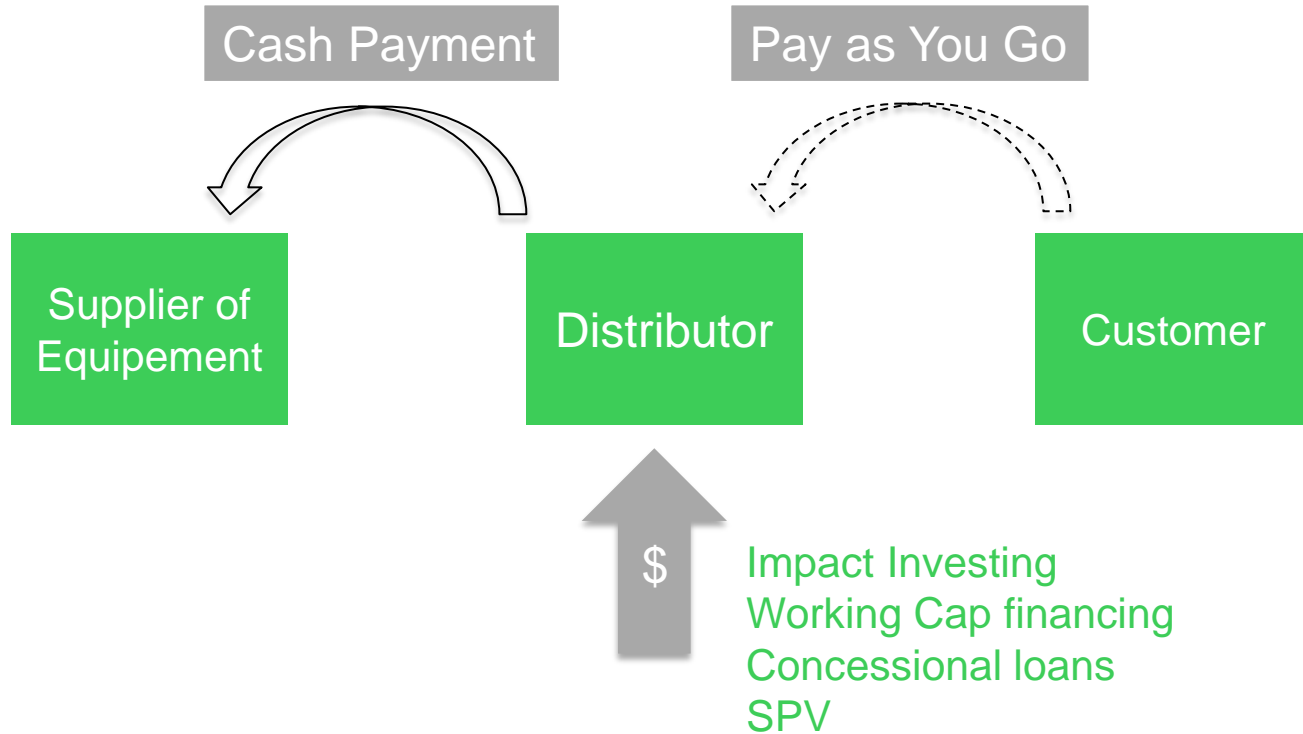 Cash Payment
Pay as You Go
Supplier of
Equipement
Distributor
Customer
$
Impact Investing
Working Cap financing
Concessional loans
SPV